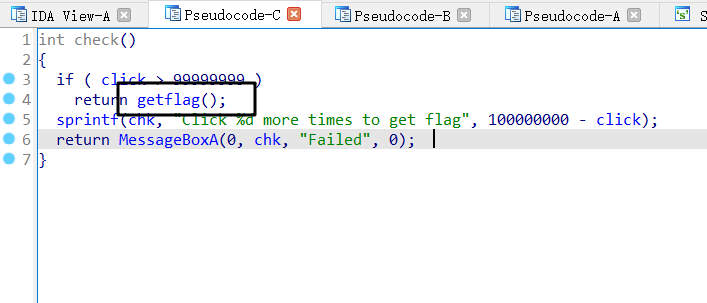 IDA View-A Pseudocode-C Pseudocode-B Pseudocode-A S
1 int check()
2 {
3 if ( click > 99999999 )
4 return getflag();
5 sprintf(chk, "Click %d more times to get flag", 100000000 - click);
6 return MessageBoxA(0, chk, "Failed", 0);
7 }